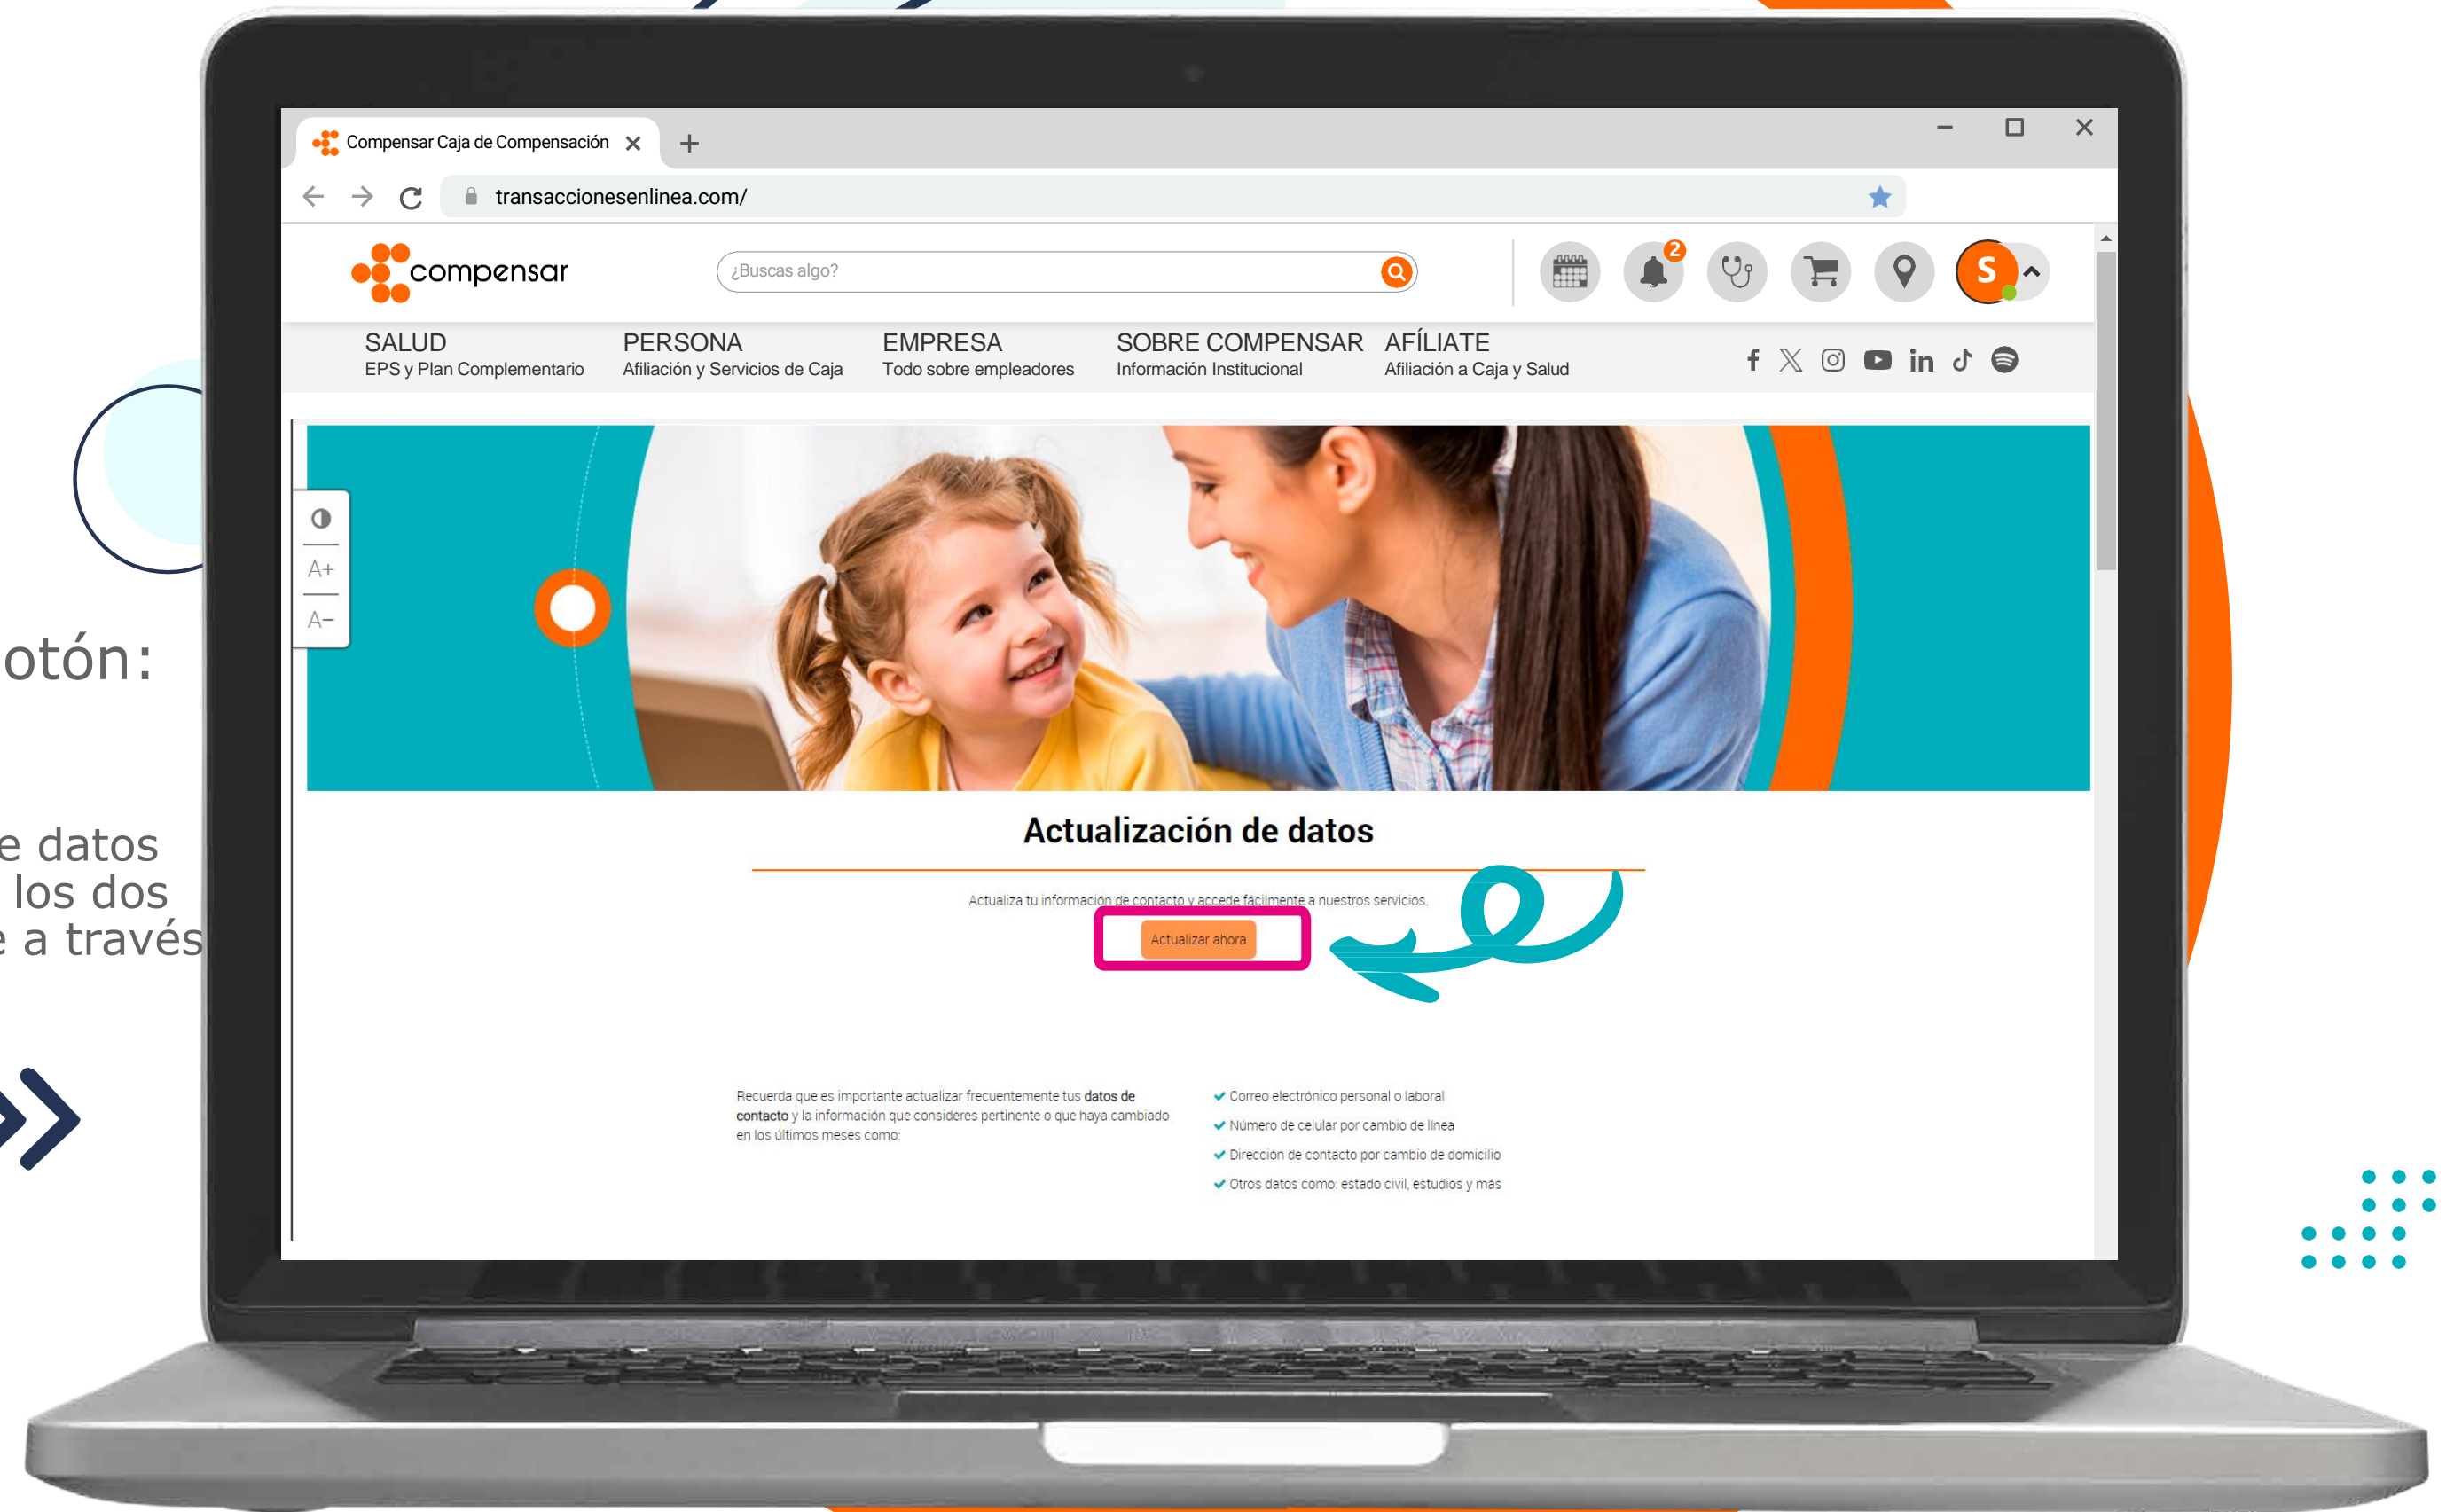 Compensar Caja de Compensación
transaccionesenlinea.com/
compensar
¿Buscas algo?
2
S
SALUD
EPS y Plan Complementario
PERSONA
Afiliación y Servicios de Caja
EMPRESA
Todo sobre empleadores
SOBRE COMPENSAR
Información Institucional
AFÍLIATE
Afiliación a Caja y Salud
A+
A-
otón:
e datos
los dos
e a través
Actualización de datos
Actualiza tu información de contacto y accede fácilmente a nuestros servicios.
Actualizar ahora
Recuerda que es importante actualizar frecuentemente tus datos de
contacto y la información que consideres pertinente o que haya cambiado
en los últimos meses como:
Correo electrónico personal o laboral
Número de celular por cambio de línea
Dirección de contacto por cambio de domicilio
Otros datos como: estado civil, estudios y más